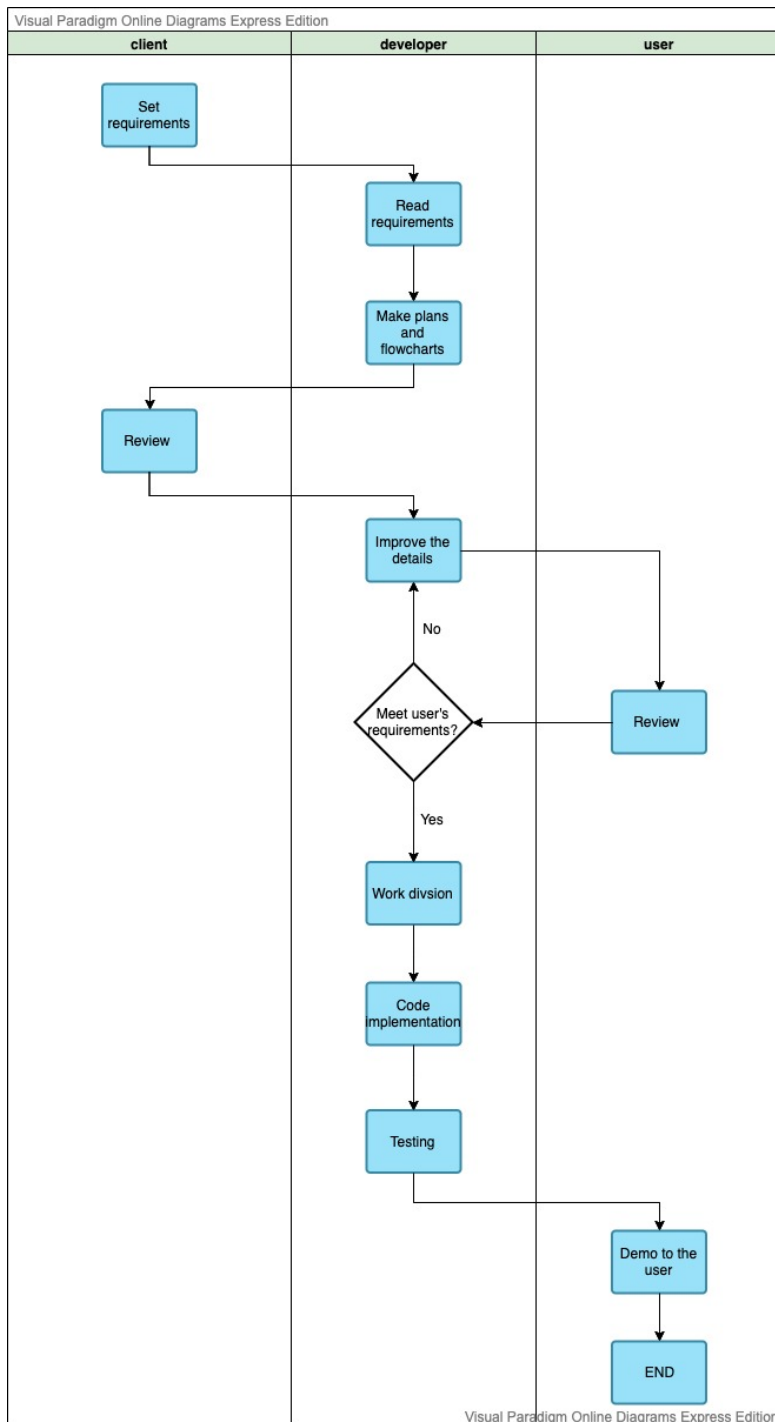 Visual Paradigm Online Diagrams Express Edition
client
developer
user
Set
requirements
Read
requirements
Make plans
and
flowcharts
Review
Improve the
details
No
Meet user's
requirements?
Review
Yes
Work divsion
Code
implementation
Testing
Demo to the
user
END
Visual Paradigm Online Diagrams Express Edition